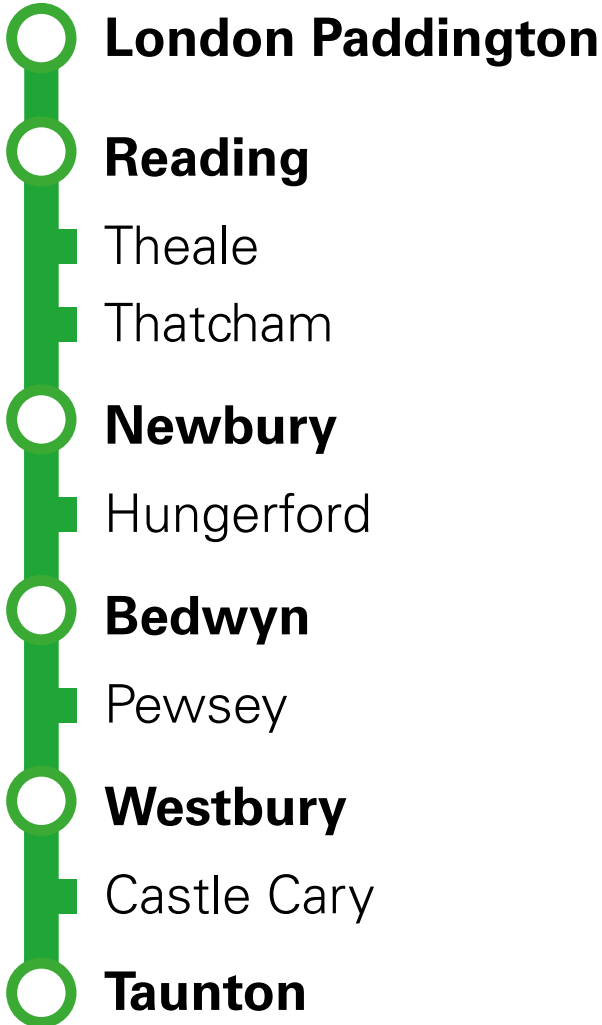 London Paddington
Reading
Theale
Thatcham
Newbury
Hungerford
Bedwyn
Pewsey
Westbury
Castle Cary
Taunton